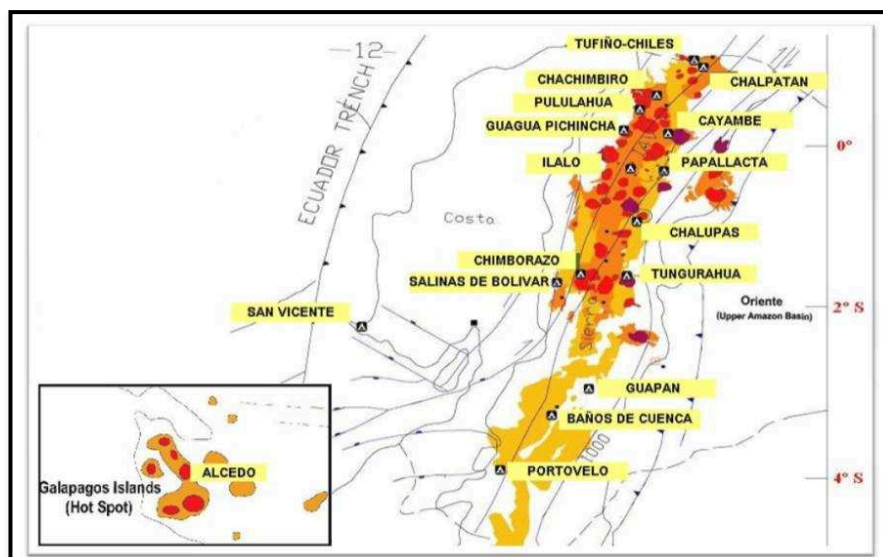 TUFIÑO-CHILES
12
ECUADOR TRENCH
CHALPATAN
CHACHIMBIRO
PULULAHUA
GUAGUA PICHINCHA
CAYAMBE
0°
ILALO
PAPALLACTA
Costa
CHALUPAS
CHIMBORAZO
SALINAS DE BOLIVAR
TUNGURAHUA
Oriente
(Upper Amazon Basin)
SAN VICENTE
2° S
Sierra
GUAPAN
BAÑOS DE CUENCA
1000
PORTOVELO
4° S
ALCEDO
Galapagos Islands
(Hot Spot)